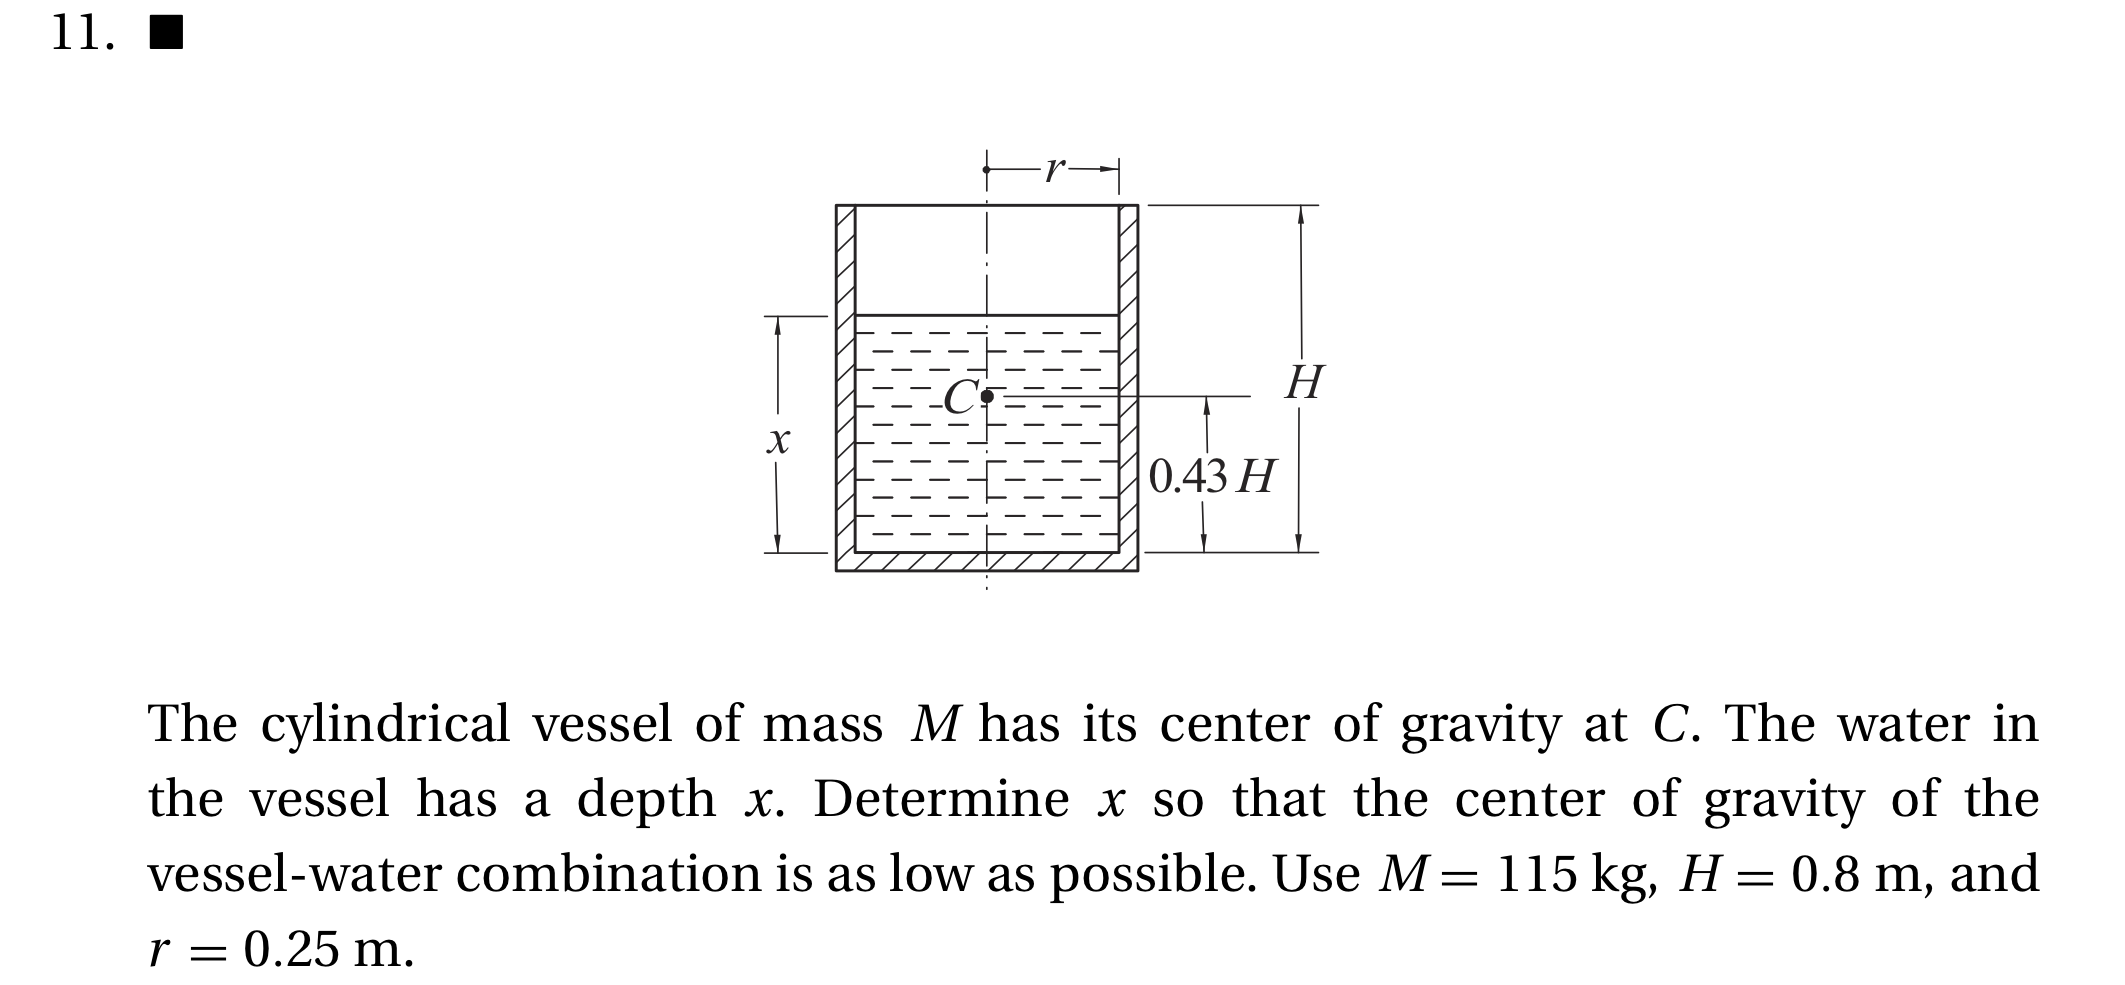 11. ■
r
C
H
x
0.43 H
The cylindrical vessel of mass M has its center of gravity at C. The water in
the vessel has a depth x. Determine x so that the center of gravity of the
vessel-water combination is as low as possible. Use M = 115 kg, H = 0.8 m, and
r = 0.25 m.